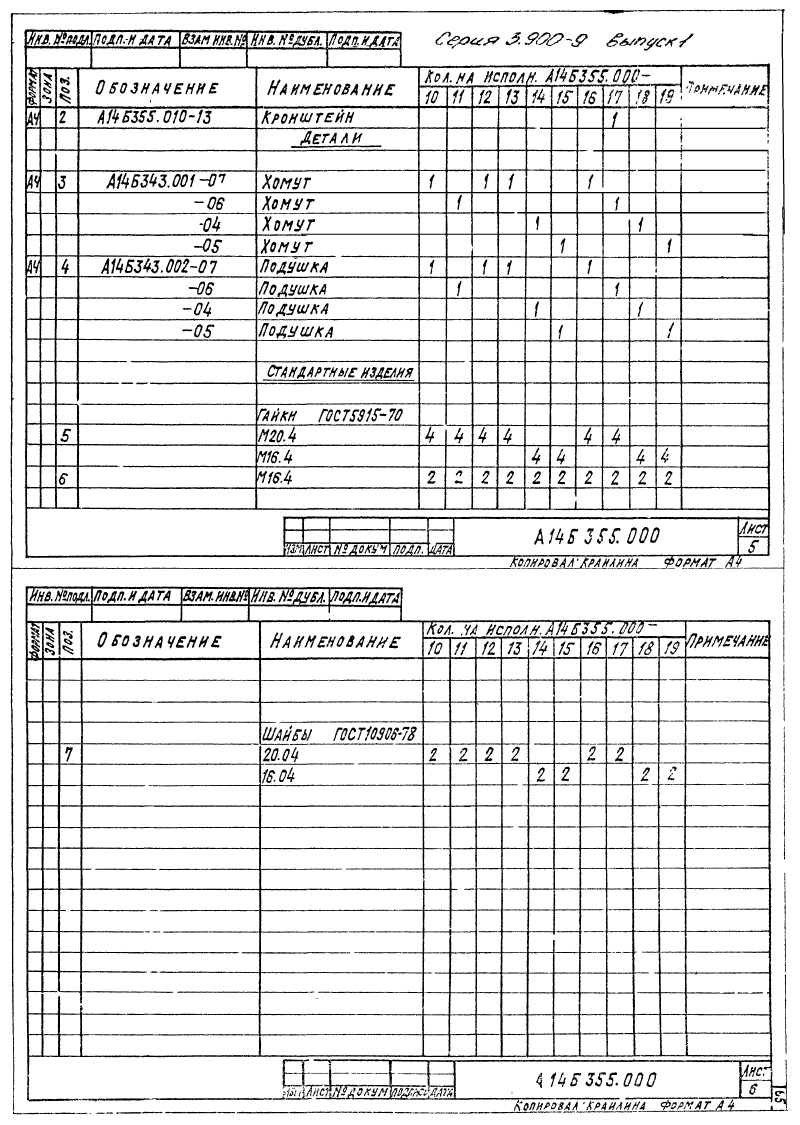 Серия 3.900-9 Выпуск 1
Инв. № подл. Подп. и дата Взам инв. № Инв. № дубл. Подп. и дата
Формат Зона Поз. Обозначение Наименование Кол. на исполн. А14Б355.000— Примечание
10 11 12 13 14 15 16 17 18 19
А4 2 А14Б355.010-13 Кронштейн 1
Детали
А4 3 А14Б343.001-07 Хомут 1 1 1 1
-06 Хомут 1 1
-04 Хомут 1 1
-05 Хомут 1 1
А4 4 А14Б343.002-07 Подушка 1 1 1 1
-06 Подушка 1 1
-04 Подушка 1 1
-05 Подушка 1 1
Стандартные изделия
Гайки ГОСТ5915-70
5 М20.4 4 4 4 4 4 4
М16.4 4 4 4 4
6 М16.4 2 2 2 2 2 2 2 2 2 2
А14Б355.000 Лист
Изм Лист № докум Подп. Дата 5
Копировал: Краилина Формат А4
Инв. № подл. Подп. и дата Взам. инв. № Инв. № дубл. Подп. и дата
Формат Зона Поз. Обозначение Наименование Кол. на исполн. А14Б355.000— Примечание
10 11 12 13 14 15 16 17 18 19
Шайбы ГОСТ10906-78
7 20.04 2 2 2 2 2 2
16.04 2 2 2 2
А14Б355.000 Лист
Лист № докум Дата 6
Копировал: Краилина Формат А4
65